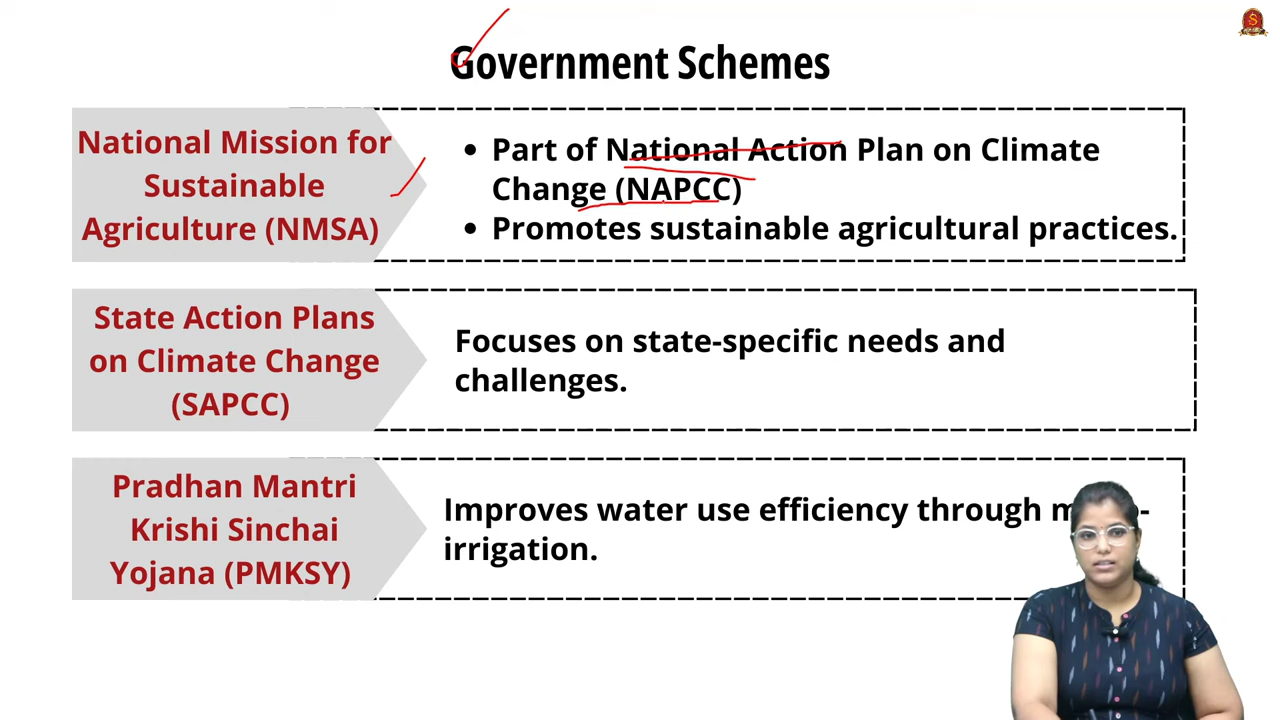 Government Schemes
National Mission for
Sustainable
Agriculture (NMSA)
• Part of National Action Plan on Climate
Change (NAPCC)
• Promotes sustainable agricultural practices.
State Action Plans
on Climate Change
(SAPCC)
Focuses on state-specific needs and
challenges.
Pradhan Mantri
Krishi Sinchai
Yojana (PMKSY)
Improves water use efficiency through
irrigation.